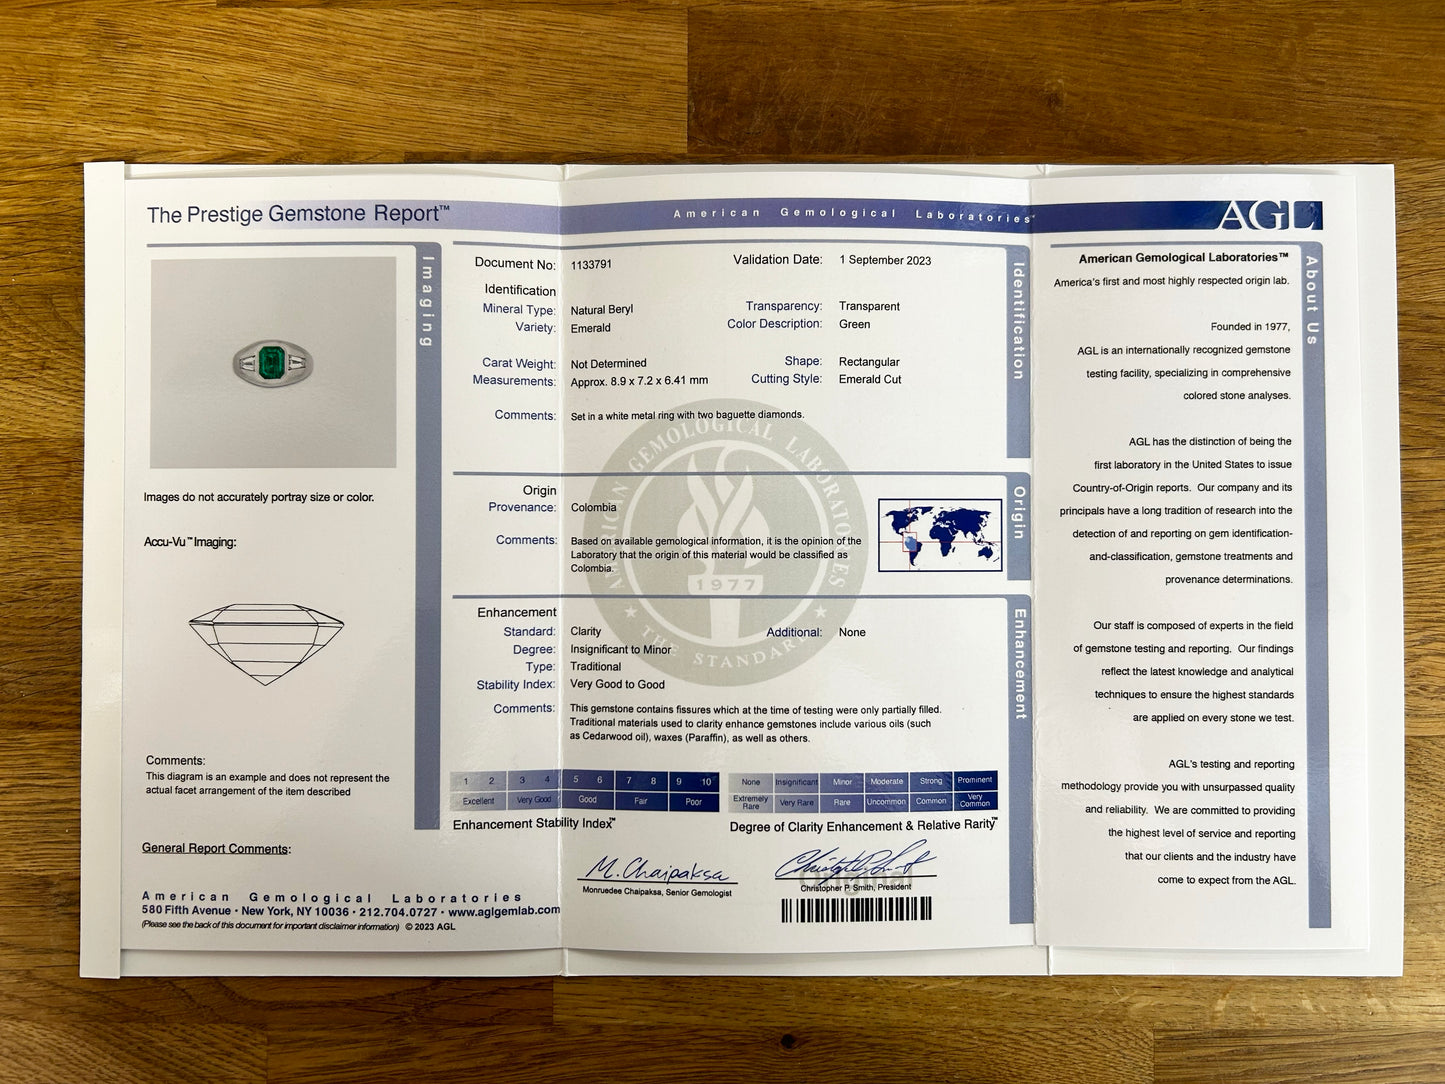 The Prestige Gemstone Report™
American Gemological Laboratories
AGL
Imaging
Images do not accurately portray size or color.
Accu-Vu™ Imaging:
Comments:
This diagram is an example and does not represent the
actual facet arrangement of the item described
General Report Comments:
American Gemological Laboratories
580 Fifth Avenue • New York, NY 10036 • 212.704.0727 • www.aglgemlab.com
(Please see the back of this document for important disclaimer information) © 2023 AGL
Document No: 1133791 Validation Date: 1 September 2023
Identification
Identification
Mineral Type: Natural Beryl Transparency: Transparent
Variety: Emerald Color Description: Green
Carat Weight: Not Determined Shape: Rectangular
Measurements: Approx. 8.9 x 7.2 x 6.41 mm Cutting Style: Emerald Cut
Comments: Set in a white metal ring with two baguette diamonds.
AMERICAN GEMOLOGICAL LABORATORIES
1977
★ THE STANDARD ★
Origin
Origin
Provenance: Colombia
Comments: Based on available gemological information, it is the opinion of the
Laboratory that the origin of this material would be classified as
Colombia.
Enhancement
Enhancement
Standard: Clarity Additional: None
Degree: Insignificant to Minor
Type: Traditional
Stability Index: Very Good to Good
Comments: This gemstone contains fissures which at the time of testing were only partially filled.
Traditional materials used to clarity enhance gemstones include various oils (such
as Cedarwood oil), waxes (Paraffin), as well as others.
1 2 3 4 5 6 7 8 9 10
Excellent Very Good Good Fair Poor
Enhancement Stability Index™
None Insignificant Minor Moderate Strong Prominent
Extremely Rare Very Rare Rare Uncommon Common Very Common
Degree of Clarity Enhancement & Relative Rarity™
M. Chaipaksa
Monruedee Chaipaksa, Senior Gemologist
Original
Christopher P. Smith, President
About Us
American Gemological Laboratories™
America's first and most highly respected origin lab.
Founded in 1977,
AGL is an internationally recognized gemstone
testing facility, specializing in comprehensive
colored stone analyses.
AGL has the distinction of being the
first laboratory in the United States to issue
Country-of-Origin reports. Our company and its
principals have a long tradition of research into the
detection of and reporting on gem identification-
and-classification, gemstone treatments and
provenance determinations.
Our staff is composed of experts in the field
of gemstone testing and reporting. Our findings
reflect the latest knowledge and analytical
techniques to ensure the highest standards
are applied on every stone we test.
AGL's testing and reporting
methodology provide you with unsurpassed quality
and reliability. We are committed to providing
the highest level of service and reporting
that our clients and the industry have
come to expect from the AGL.